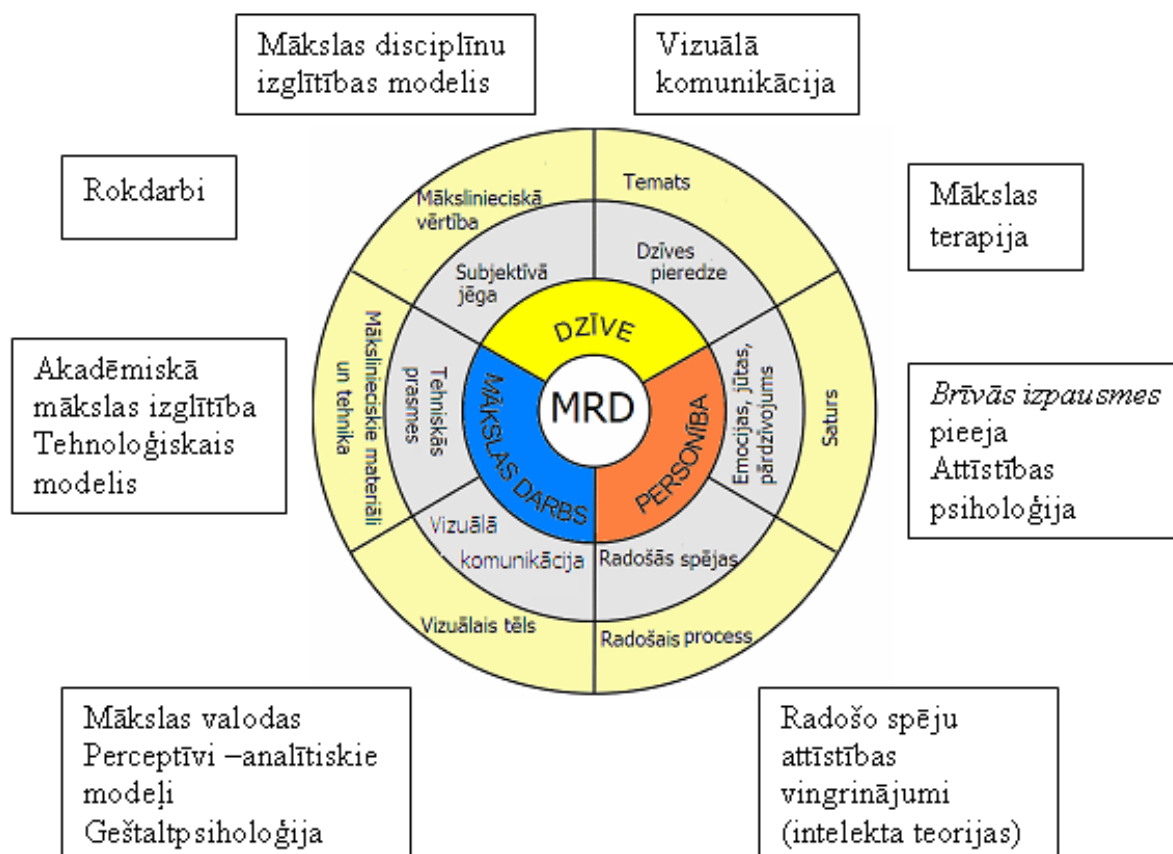 Mākslas disciplīnu
izglītības modelis
Vizuālā
komunikācija
Rokdarbi
Mākslas
terapija
Akadēmiskā
mākslas izglītība
Tehnoloģiskais
modelis
Brīvās izpausmes
pieeja
Attīstības
psiholoģija
Mākslas valodas
Perceptīvi –analītiskie
modeļi
Geštaltpsiholoģija
Radošo spēju
attīstības
vingrinājumi
(intelekta teorijas)
Mākslinieciskā
vērtība
Temats
Saturs
Radošais process
Vizuālais tēls
Mākslinieciskie materiāli
un tehnika
Subjektīvā
jēga
Dzīves
pieredze
Emocijas, jūtas,
pārdzīvojums
Radošās spējas
Vizuālā
komunikācija
Tehniskās
prasmes
DZĪVE
PERSONĪBA
MĀKSLAS DARBS
MRD